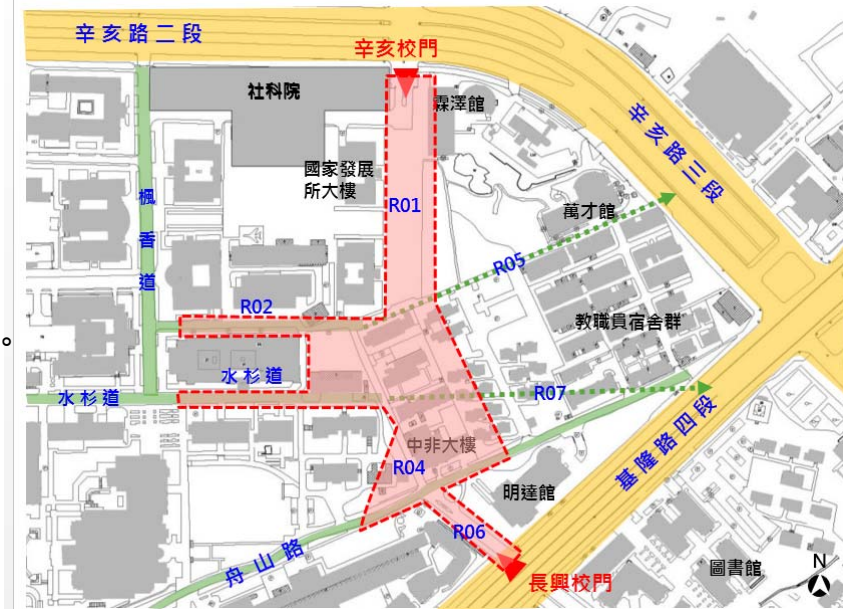 辛亥路二段
辛亥校門
社科院
霖澤館
辛亥路三段
國家發展
所大樓
楓香道
R01
萬才館
R05
R02
教職員宿舍群
水杉道
水杉道
R07
中非大樓
基隆路四段
R04
明達館
R06
舟山路
長興校門
圖書館
N